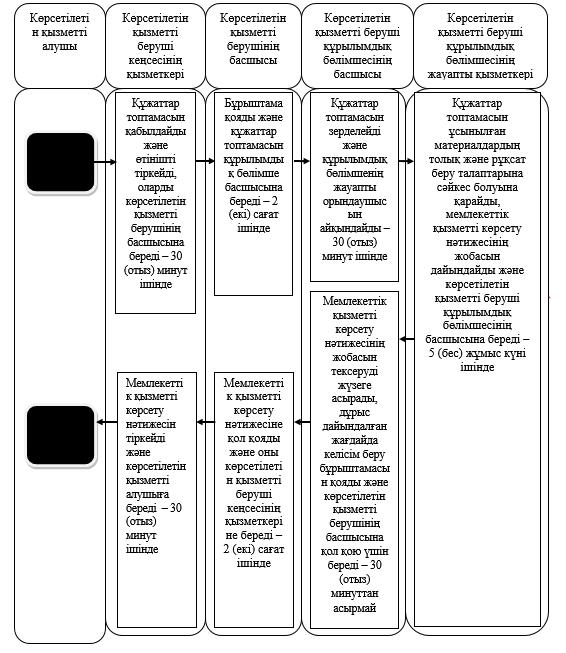 Көрсетілеті
н қызметті
алушы
Көрсетілетін
қызметті
беруші
кеңсесінің
қызметкері
Көрсетілетін
қызметті
берушінің
басшысы
Көрсетілетін
қызметті беруші
құрылымдық
бөлімшесінің
басшысы
Көрсетілетін
қызметті беруші
құрылымдық
бөлімшесінің
жауапты қызметкері
Құжаттар
топтамасын
қабылдайды
және
өтінішті
тіркейді,
оларды
көрсетілетін
қызметті
берушінің
басшысына
береді – 30
(отыз) минут
ішінде
Бұрыштама
қояды және
құжаттар
топтамасын
құрылымды
қ бөлімше
басшысына
береді – 2
(екі) сағат
ішінде
Құжаттар
топтамасын
зерделейді
және
құрылымдық
бөлімшенің
жауапты
орындаушыс
ын
айқындайды –
30 (отыз)
минут ішінде
Құжаттар
топтамасын
ұсынылған
материалдардың
толық және рұқсат
беру талаптарына
сәйкес болуына
қарайды,
мемлекеттік
қызметті көрсету
нәтижесінің
жобасын
дайындайды және
көрсетілетін
қызметті беруші
құрылымдық
бөлімшесінің
басшысына береді –
5 (бес) жұмыс күні
ішінде
Мемлекеттік
қызметті
көрсету
нәтижесінің
жобасын
тексеруді
жүзеге
асырады,
дұрыс
дайындалған
жағдайда
келісім беру
бұрыштамасы
н қояды және
көрсетілетін
қызметті
берушінің
басшысына
қол қою үшін
береді – 30
(отыз)
минуттан
асырмай
Мемлекетті
к қызметті
көрсету
нәтижесіне
қол қояды
және оны
көрсетілеті
н қызметті
беруші
кеңсесінің
қызметкері
не береді –
2 (екі) сағат
ішінде
Мемлекетті
к қызметті
көрсету
нәтижесін
тіркейді
және
көрсетілетін
қызметті
алушыға
береді – 30
(отыз)
минут
ішінде